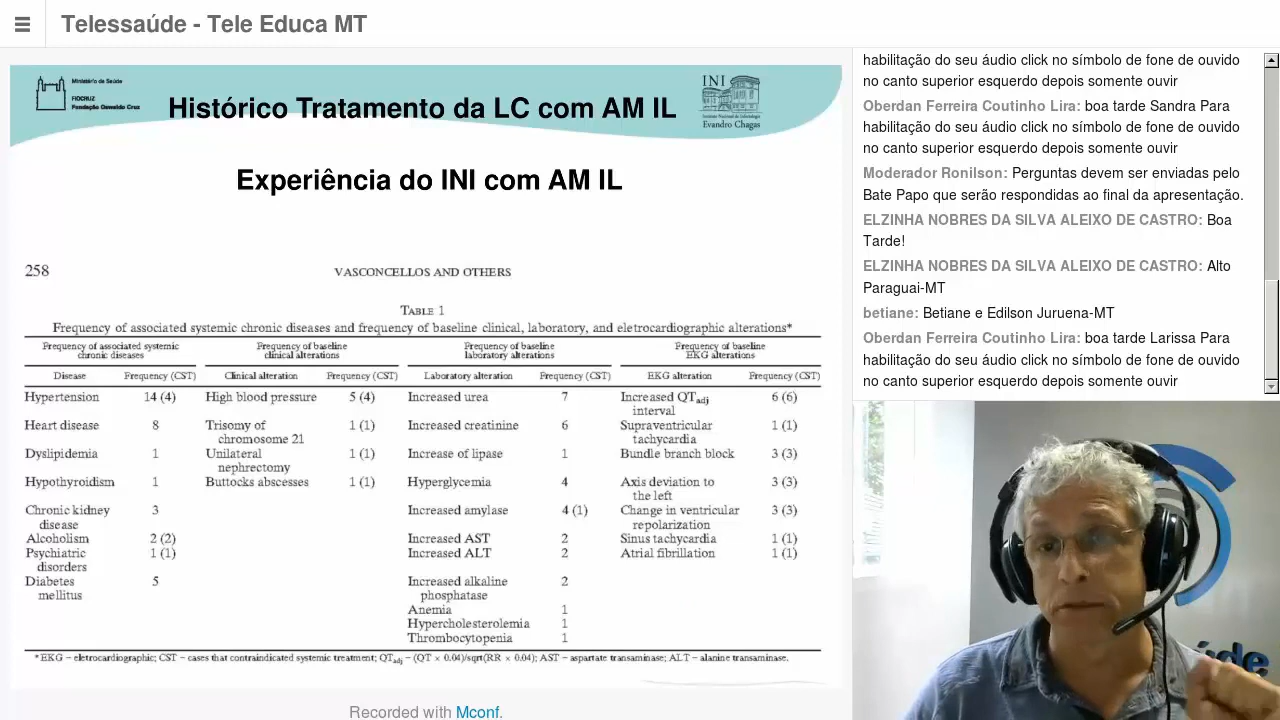 Telessaúde - Tele Educa MT
Ministério da Saúde
FIOCRUZ
Fundação Oswaldo Cruz
Histórico Tratamento da LC com AM IL
INI
Instituto Nacional de Infectologia
Evandro Chagas
Experiência do INI com AM IL
258 VASCONCELLOS AND OTHERS
TABLE 1
Frequency of associated systemic chronic diseases and frequency of baseline clinical, laboratory, and eletrocardiographic alterations*
Frequency of associated systemic chronic diseases
Frequency of baseline clinical alterations
Frequency of baseline laboratory alterations
Frequency of baseline EKG alterations
Disease Frequency (CST) Clinical alteration Frequency (CST) Laboratory alteration Frequency (CST) EKG alteration Frequency (CST)
Hypertension 14 (4) High blood pressure 5 (4) Increased urea 7 Increased QTadj interval 6 (6)
Heart disease 8 Trisomy of chromosome 21 1 (1) Increased creatinine 6 Supraventricular tachycardia 1 (1)
Dyslipidemia 1 Unilateral nephrectomy 1 (1) Increase of lipase 1 Bundle branch block 3 (3)
Hypothyroidism 1 Buttocks abscesses 1 (1) Hyperglycemia 4 Axis deviation to the left 3 (3)
Chronic kidney disease 3 Increased amylase 4 (1) Change in ventricular repolarization 3 (3)
Alcoholism 2 (2) Increased AST 2 Sinus tachycardia 1 (1)
Psychiatric disorders 1 (1) Increased ALT 2 Atrial fibrillation 1 (1)
Diabetes mellitus 5 Increased alkaline phosphatase 2
Anemia 1
Hypercholesterolemia 1
Thrombocytopenia 1
*EKG = eletrocardiographic; CST = cases that contraindicated systemic treatment; QTadj = (QT × 0.04)/sqrt(RR × 0.04); AST = aspartate transaminase; ALT = alanine transaminase.
Recorded with Mconf.
habilitação do seu áudio click no símbolo de fone de ouvido
no canto superior esquerdo depois somente ouvir
Oberdan Ferreira Coutinho Lira: boa tarde Sandra Para
habilitação do seu áudio click no símbolo de fone de ouvido
no canto superior esquerdo depois somente ouvir
Moderador Ronilson: Perguntas devem ser enviadas pelo
Bate Papo que serão respondidas ao final da apresentação.
ELZINHA NOBRES DA SILVA ALEIXO DE CASTRO: Boa
Tarde!
ELZINHA NOBRES DA SILVA ALEIXO DE CASTRO: Alto
Paraguai-MT
betiane: Betiane e Edilson Juruena-MT
Oberdan Ferreira Coutinho Lira: boa tarde Larissa Para
habilitação do seu áudio click no símbolo de fone de ouvido
no canto superior esquerdo depois somente ouvir